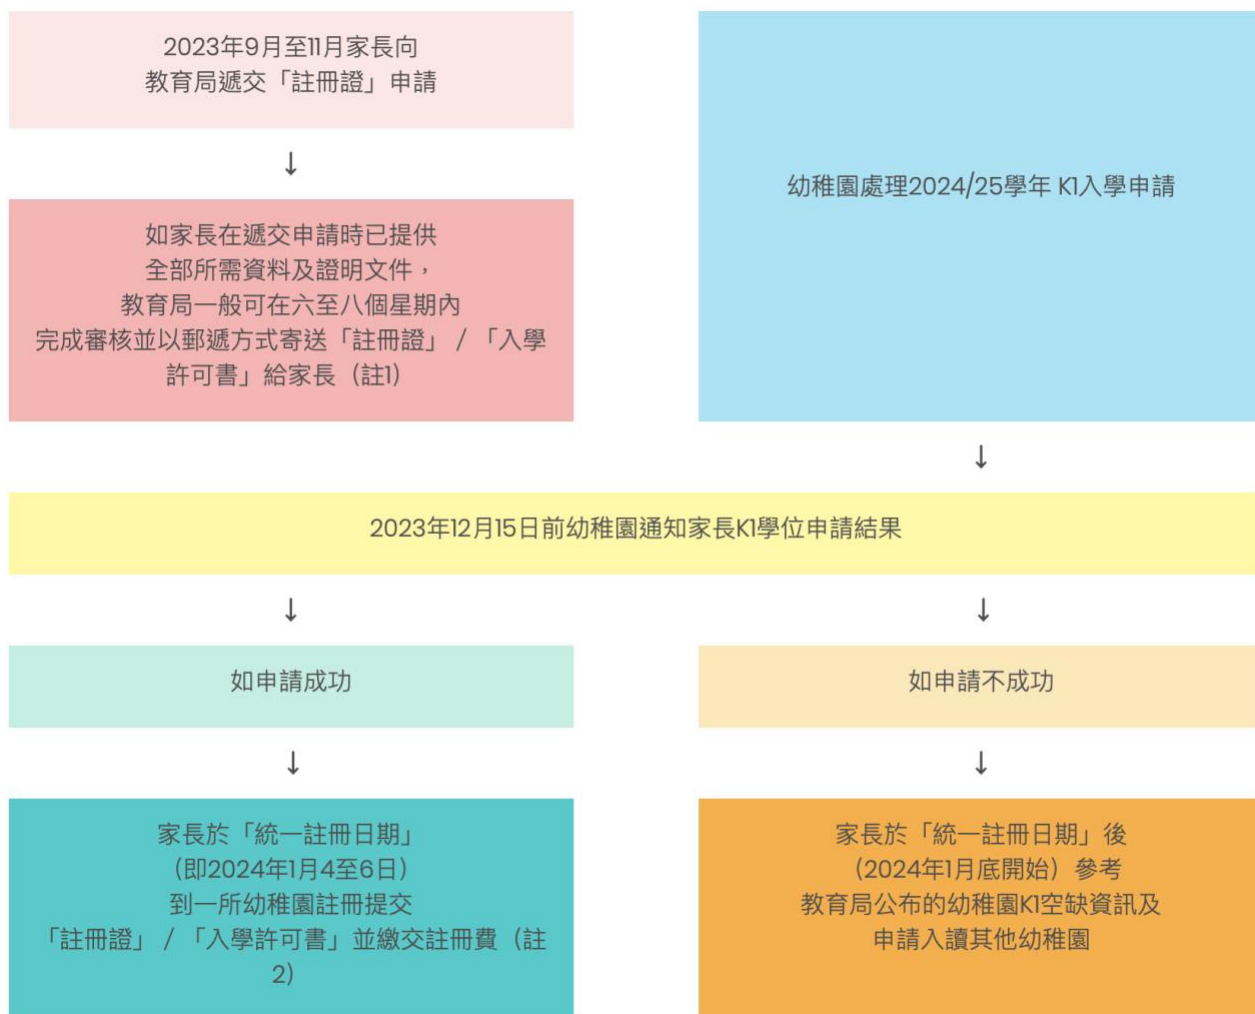 2023年9月至11月家長向
教育局遞交「註冊證」申請
↓
如家長在遞交申請時已提供
全部所需資料及證明文件，
教育局一般可在六至八個星期內
完成審核並以郵遞方式寄送「註冊證」 / 「入學
許可書」給家長（註1）
幼稚園處理2024/25學年 K1入學申請
↓
2023年12月15日前幼稚園通知家長K1學位申請結果
↓
如申請成功
↓
家長於「統一註冊日期」
（即2024年1月4至6日）
到一所幼稚園註冊提交
「註冊證」 / 「入學許可書」並繳交註冊費（註
2）
↓
如申請不成功
↓
家長於「統一註冊日期」後
（2024年1月底開始）參考
教育局公布的幼稚園K1空缺資訊及
申請入讀其他幼稚園